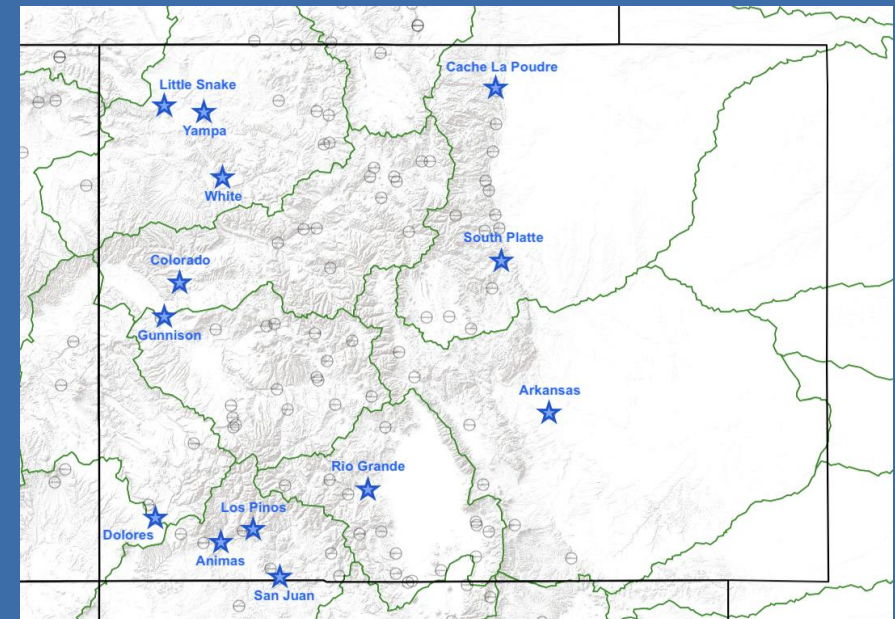 Cache La Poudre
Little Snake
Yampa
White
South Platte
Colorado
Gunnison
Arkansas
Rio Grande
Los Pinos
Dolores
Animas
San Juan